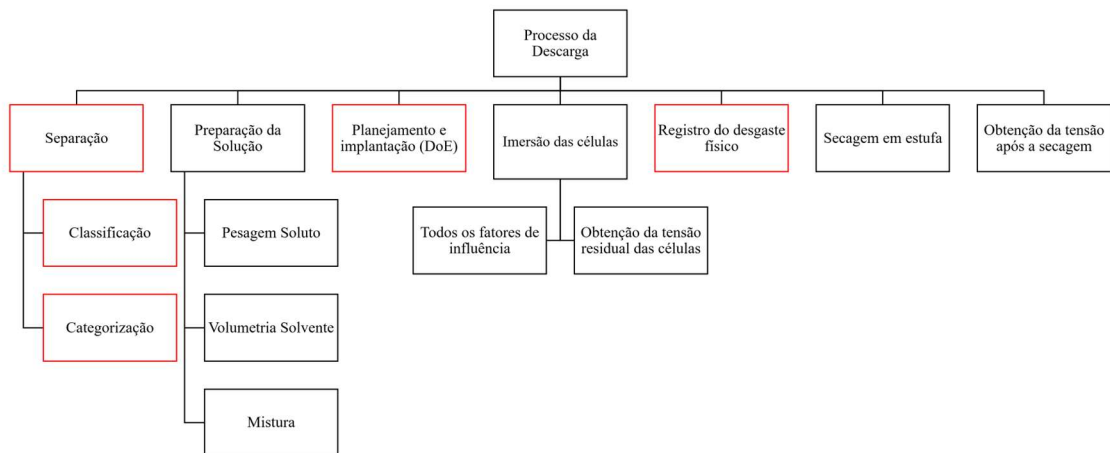 Processo da
Descarga
Separação
Preparação da
Solução
Planejamento e
implantação (DoE)
Imersão das células
Registro do desgaste
físico
Secagem em estufa
Obtenção da tensão
após a secagem
Classificação
Pesagem Soluto
Todos os fatores de
influência
Obtenção da tensão
residual das células
Categorização
Volumetria Solvente
Mistura